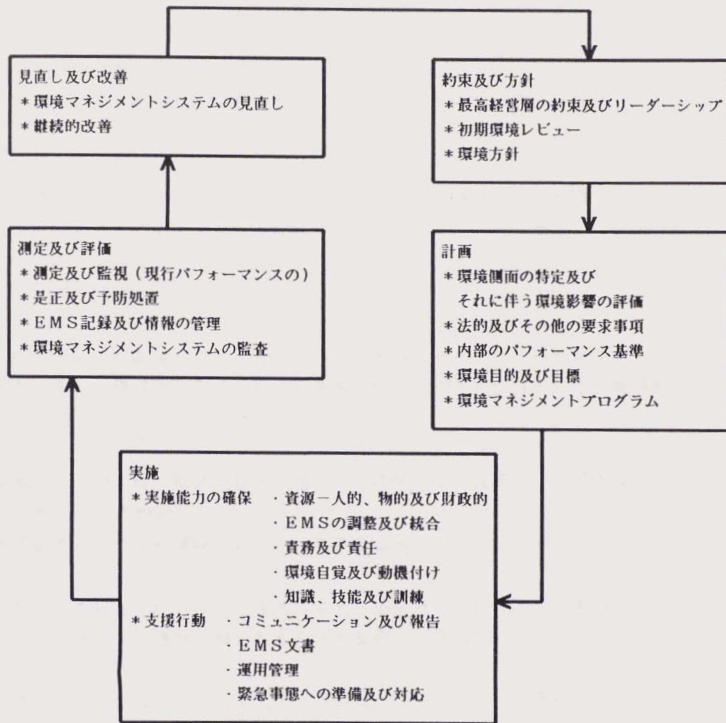 見直し及び改善
*環境マネジメントシステムの見直し
*継続的改善
約束及び方針
*最高経営層の約束及びリーダーシップ
*初期環境レビュー
*環境方針
測定及び評価
*測定及び監視(現行パフォーマンスの)
*是正及び予防処置
*EMS記録及び情報の管理
*環境マネジメントシステムの監査
計画
*環境側面の特定及び
それに伴う環境影響の評価
*法的及びその他の要求事項
*内部のパフォーマンス基準
*環境目的及び目標
*環境マネジメントプログラム
実施
*実施能力の確保 ・資源-人的、物的及び財政的
・EMSの調整及び統合
・責務及び責任
・環境自覚及び動機付け
・知識、技能及び訓練
*支援行動 ・コミュニケーション及び報告
・EMS文書
・運用管理
・緊急事態への準備及び対応